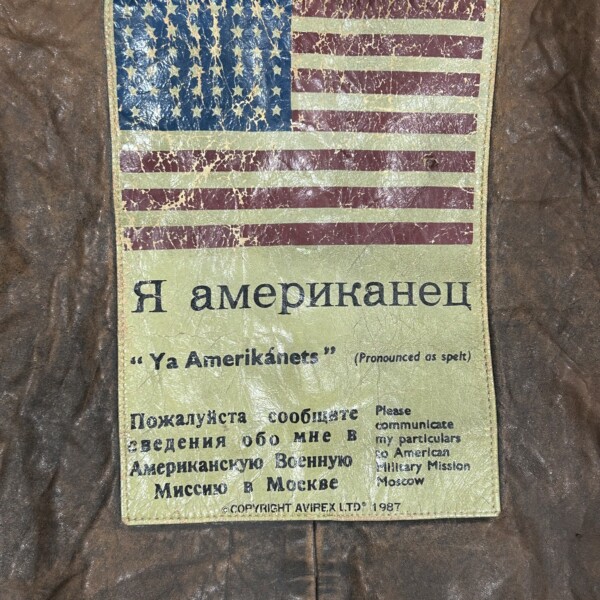 Я американец
“ Ya Amerikánets ” (Pronounced as spelt)
Пожалуйста сообщите
сведения обо мне в
Американскую Военную
Миссию в Москве
Please
communicate
my particulars
to American
Military Mission
Moscow
©COPYRIGHT AVIREX LTD® 1987